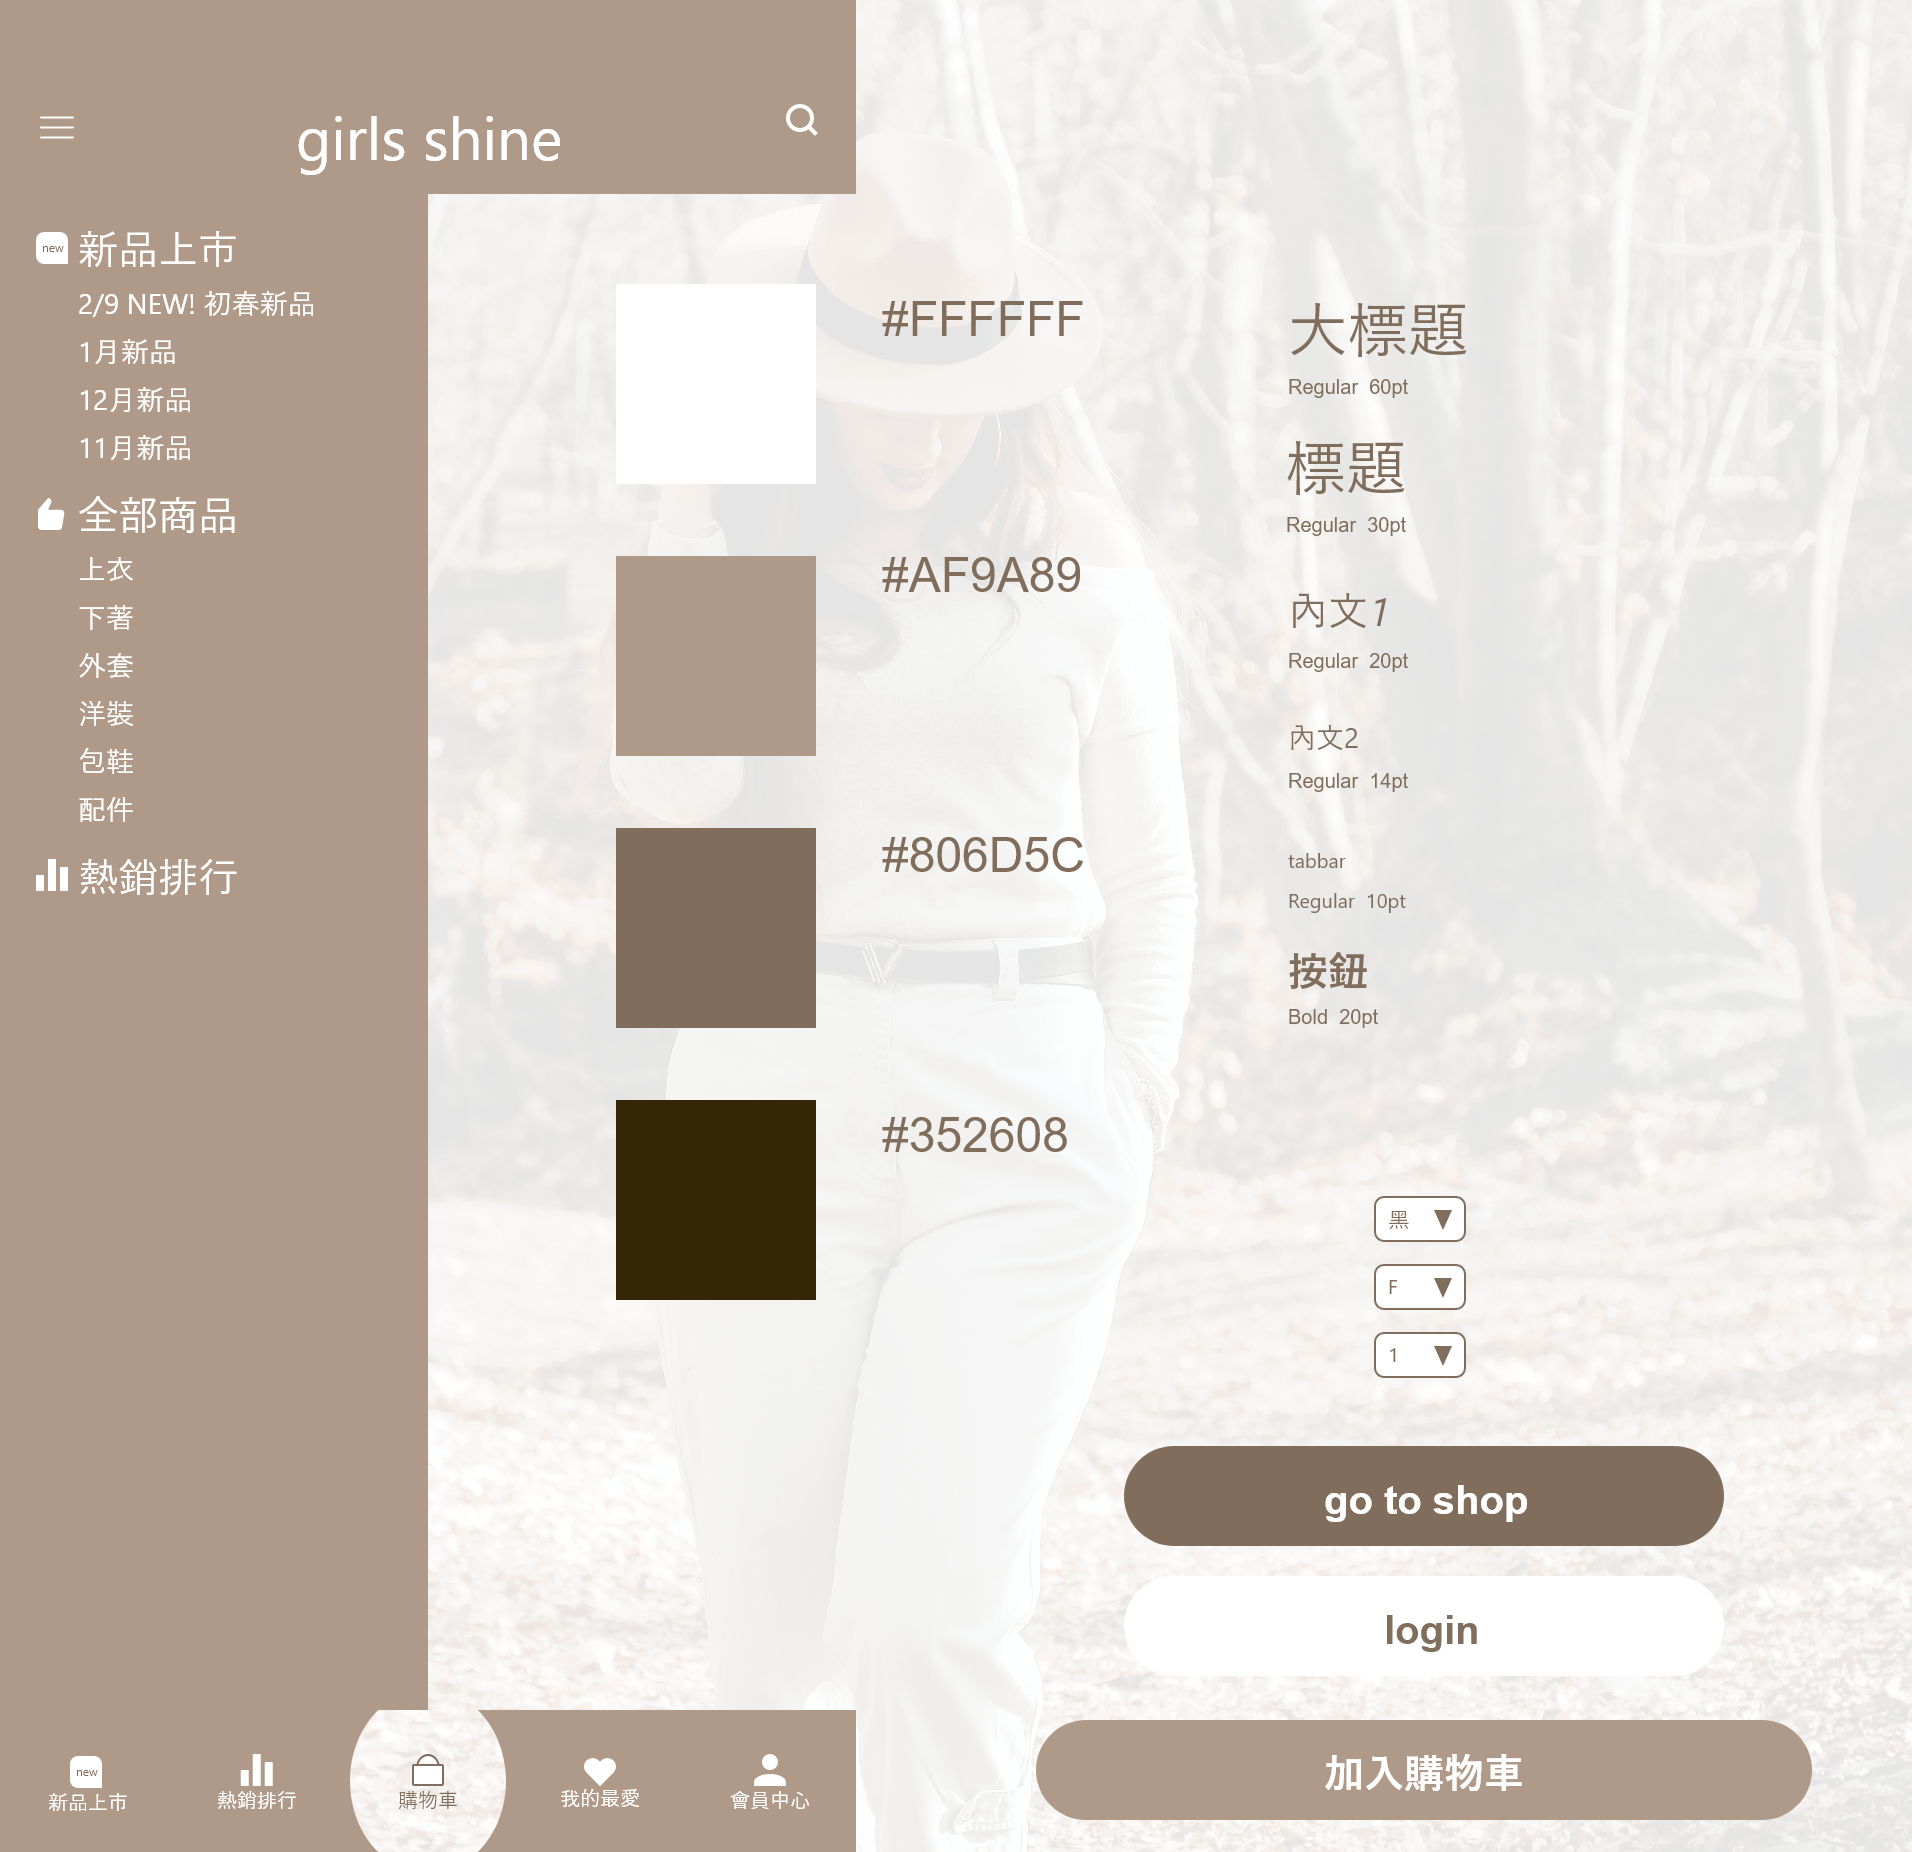 girls shine
new 新品上市
2/9 NEW! 初春新品
1月新品
12月新品
11月新品
全部商品
上衣
下著
外套
洋裝
包鞋
配件
熱銷排行
#FFFFFF
#AF9A89
#806D5C
#352608
大標題
Regular 60pt
標題
Regular 30pt
內文1
Regular 20pt
內文2
Regular 14pt
tabbar
Regular 10pt
按鈕
Bold 20pt
黑 ▼
F ▼
1 ▼
go to shop
login
加入購物車
new
新品上市
熱銷排行
購物車
我的最愛
會員中心